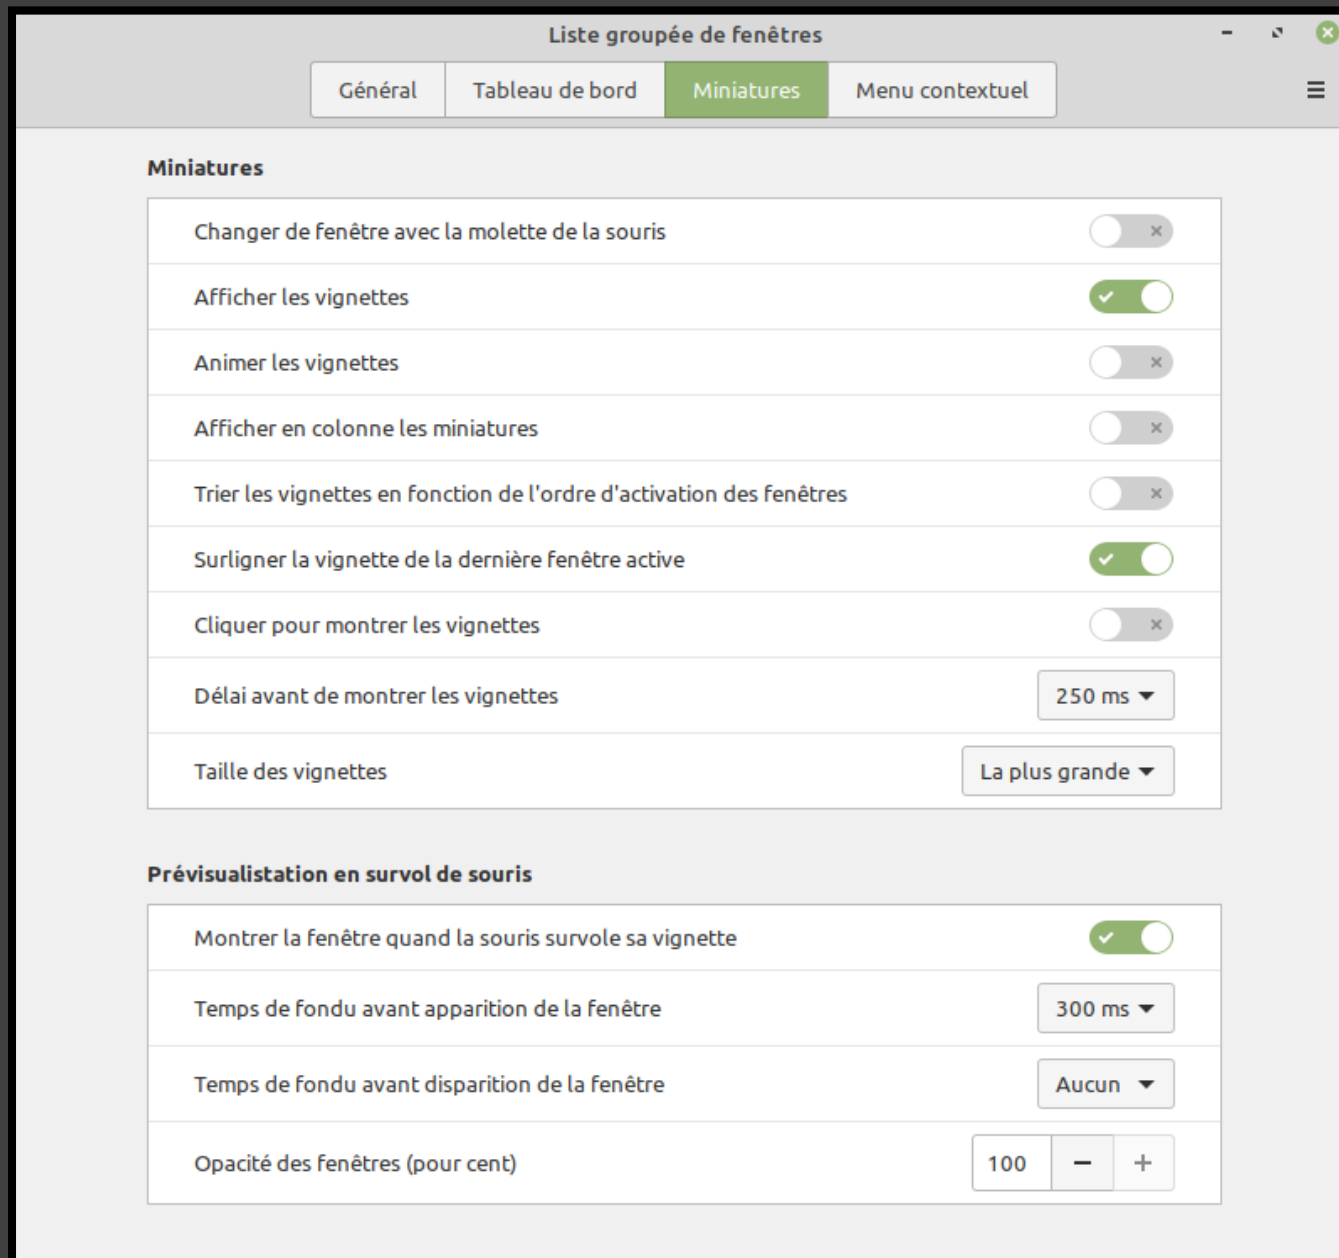 Liste groupée de fenêtres
Général
Tableau de bord
Miniatures
Menu contextuel
Miniatures
Changer de fenêtre avec la molette de la souris
Afficher les vignettes
Animer les vignettes
Afficher en colonne les miniatures
Trier les vignettes en fonction de l'ordre d'activation des fenêtres
Surligner la vignette de la dernière fenêtre active
Cliquer pour montrer les vignettes
Délai avant de montrer les vignettes 250 ms
Taille des vignettes La plus grande
Prévisualistation en survol de souris
Montrer la fenêtre quand la souris survole sa vignette
Temps de fondu avant apparition de la fenêtre 300 ms
Temps de fondu avant disparition de la fenêtre Aucun
Opacité des fenêtres (pour cent) 100